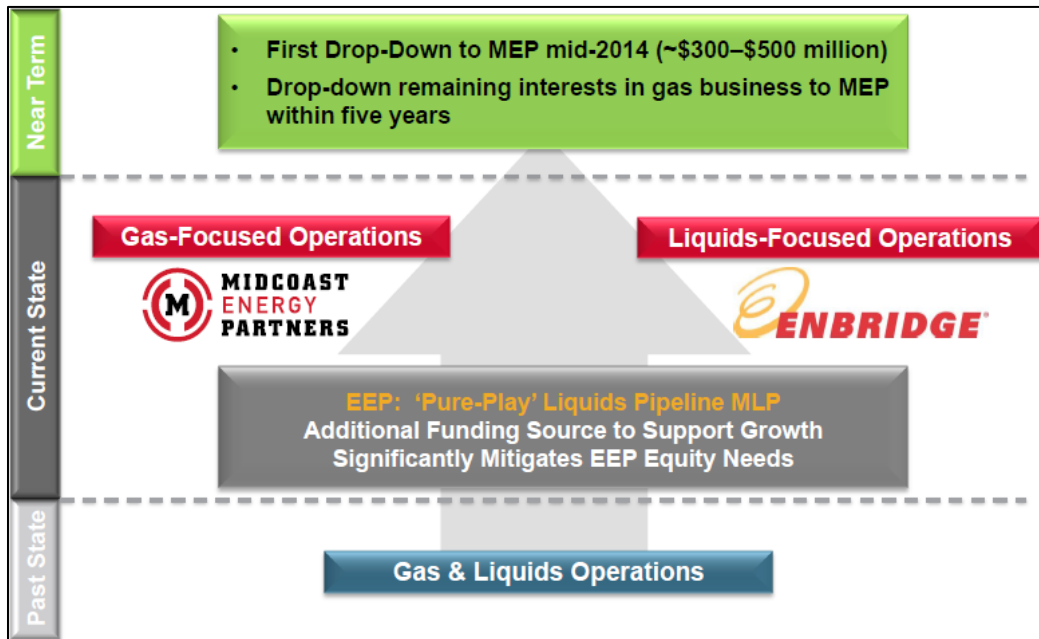 Near Term
• First Drop-Down to MEP mid-2014 (~$300–$500 million)
• Drop-down remaining interests in gas business to MEP
within five years
Current State
Gas-Focused Operations
Liquids-Focused Operations
M
MIDCOAST
ENERGY
PARTNERS
ENBRIDGE®
EEP: ‘Pure-Play’ Liquids Pipeline MLP
Additional Funding Source to Support Growth
Significantly Mitigates EEP Equity Needs
Past State
Gas & Liquids Operations